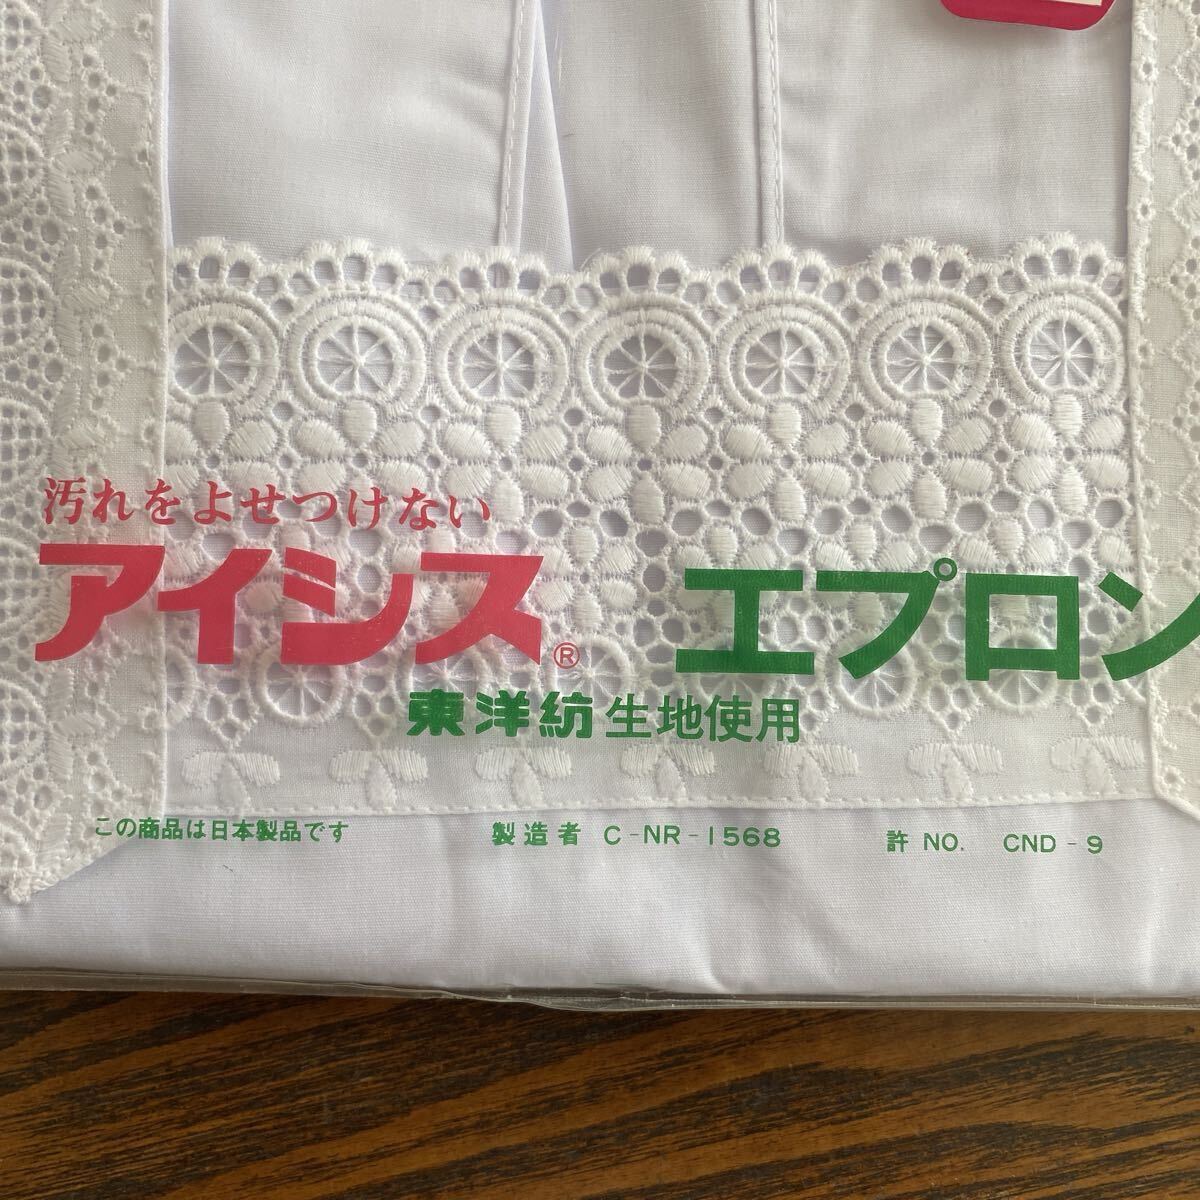 汚れをよせつけない
アイシス® エプロン
東洋紡生地使用
この商品は日本製品です 製造者 C-NR-1568 許 NO. CND-9